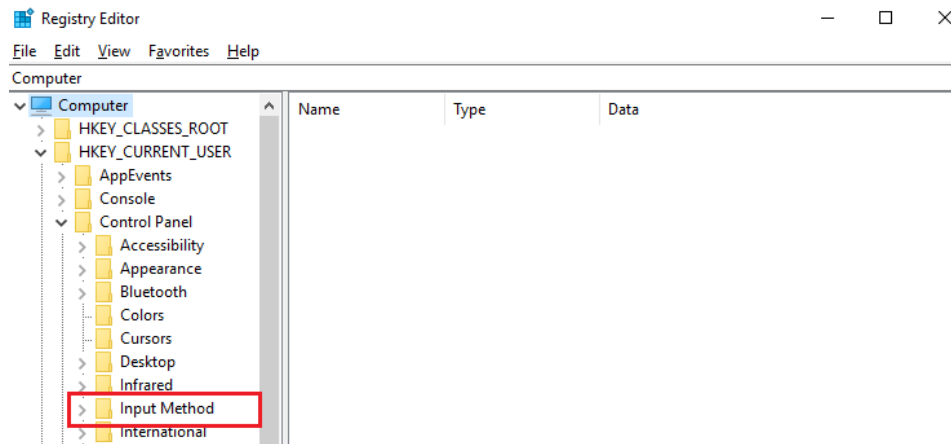 Registry Editor
File Edit View Favorites Help
Computer
Computer
HKEY_CLASSES_ROOT
HKEY_CURRENT_USER
AppEvents
Console
Control Panel
Accessibility
Appearance
Bluetooth
Colors
Cursors
Desktop
Infrared
Input Method
International
Name Type Data